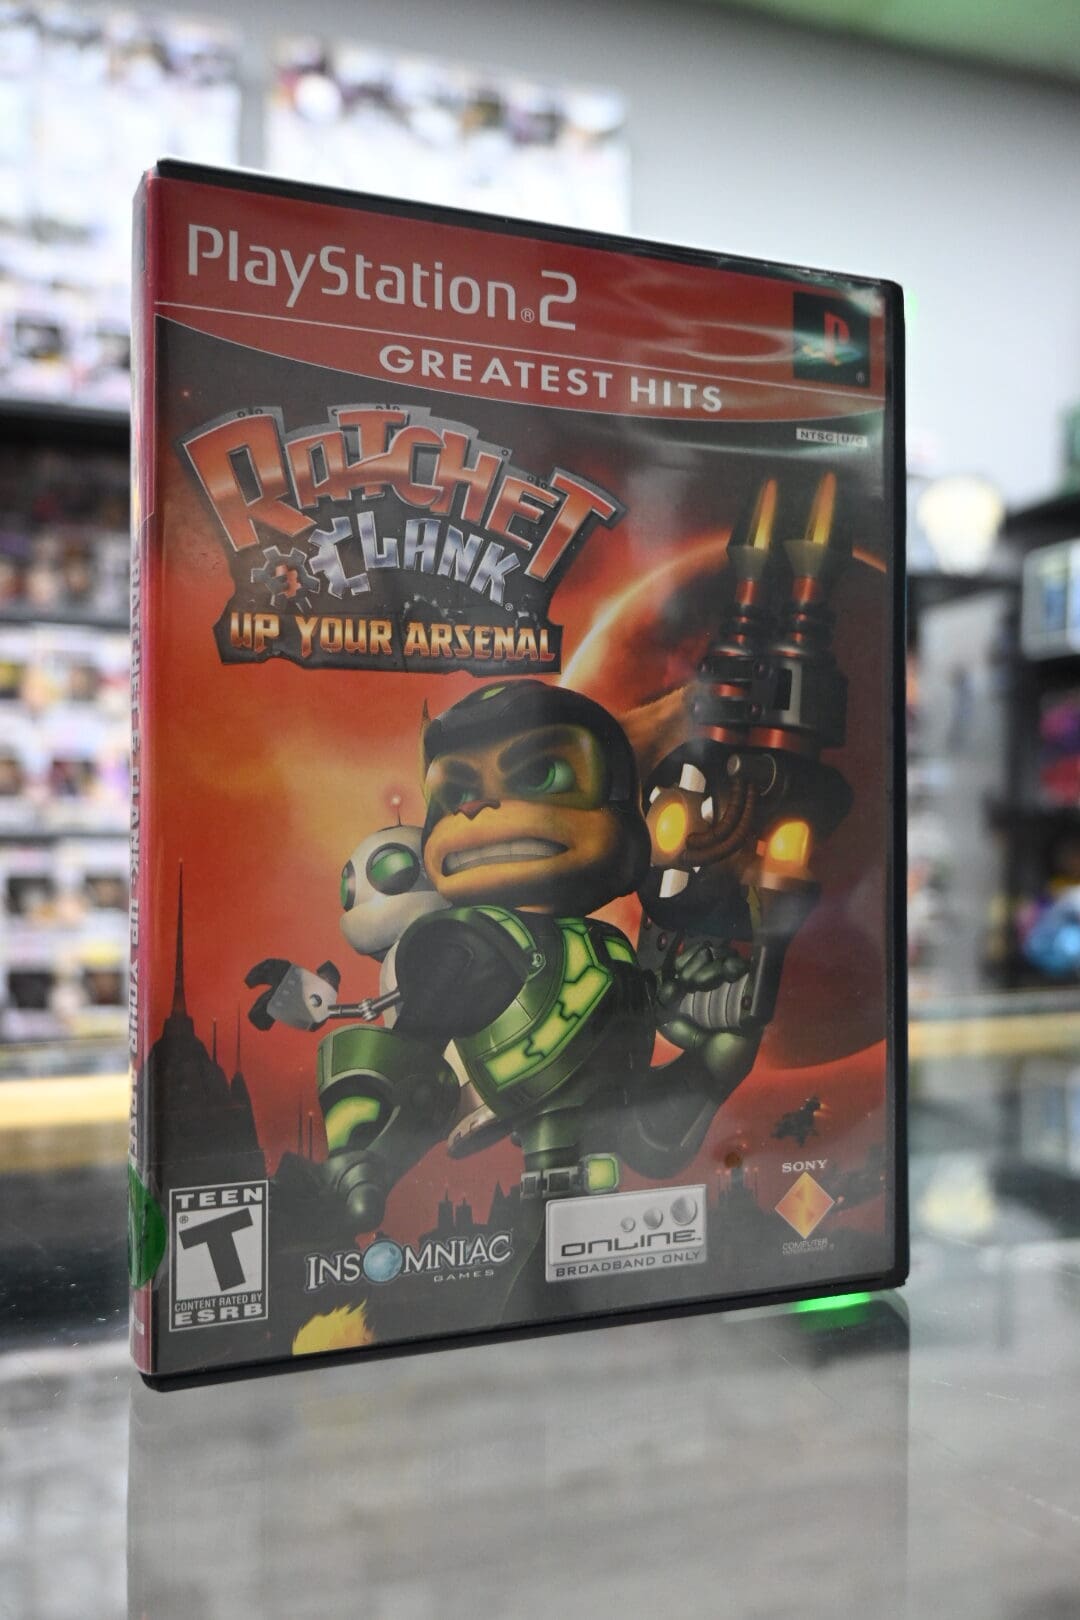 PlayStation®2
GREATEST HITS
NTSC U/C
RATCHET
CLANK®
UP YOUR ARSENAL
TEEN
T®
CONTENT RATED BY
ESRB
INSOMNIAC
GAMES
ONLINE
BROADBAND ONLY
SONY
COMPUTER
ENTERTAINMENT®
RATCHET & CLANK: UP YOUR ARSENAL